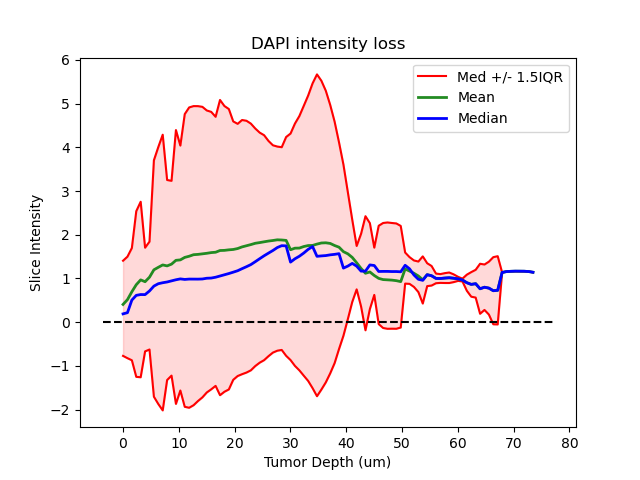 DAPI intensity loss
Med +/- 1.5IQR
Mean
Median
Slice Intensity
6
5
4
3
2
1
0
−1
−2
0 10 20 30 40 50 60 70 80
Tumor Depth (um)